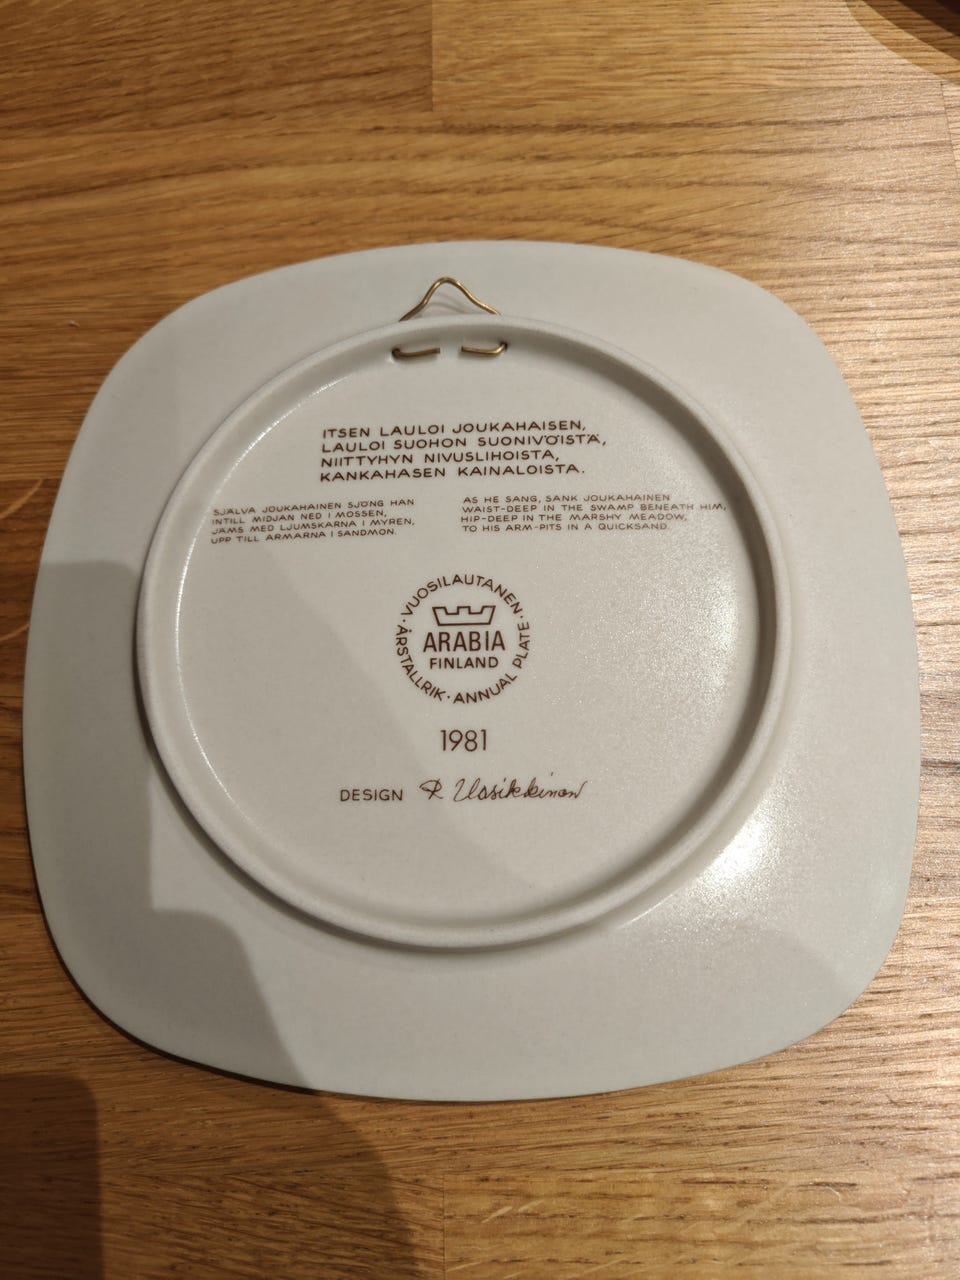 ITSEN LAULOI JOUKAHAISEN,
LAULOI SUOHON SUONIVÖISTÄ,
NIITTYHYN NIVUSLIHOISTA,
KANKAHASEN KAINALOISTA.
SJÄLVA JOUKAHAINEN SJÖNG HAN
INTILL MIDJAN NED I MOSSEN,
JÄMS MED LJUMSKARNA I MYREN,
UPP TILL ARMARNA I SANDMON.
AS HE SANG, SANK JOUKAHAINEN
WAIST-DEEP IN THE SWAMP BENEATH HIM,
HIP-DEEP IN THE MARSHY MEADOW,
TO HIS ARM-PITS IN A QUICKSAND.
· VUOSILAUTANEN ·
ARABIA
FINLAND
ÅRSTALLRIK · ANNUAL PLATE
1981
DESIGN R Uosikkinen